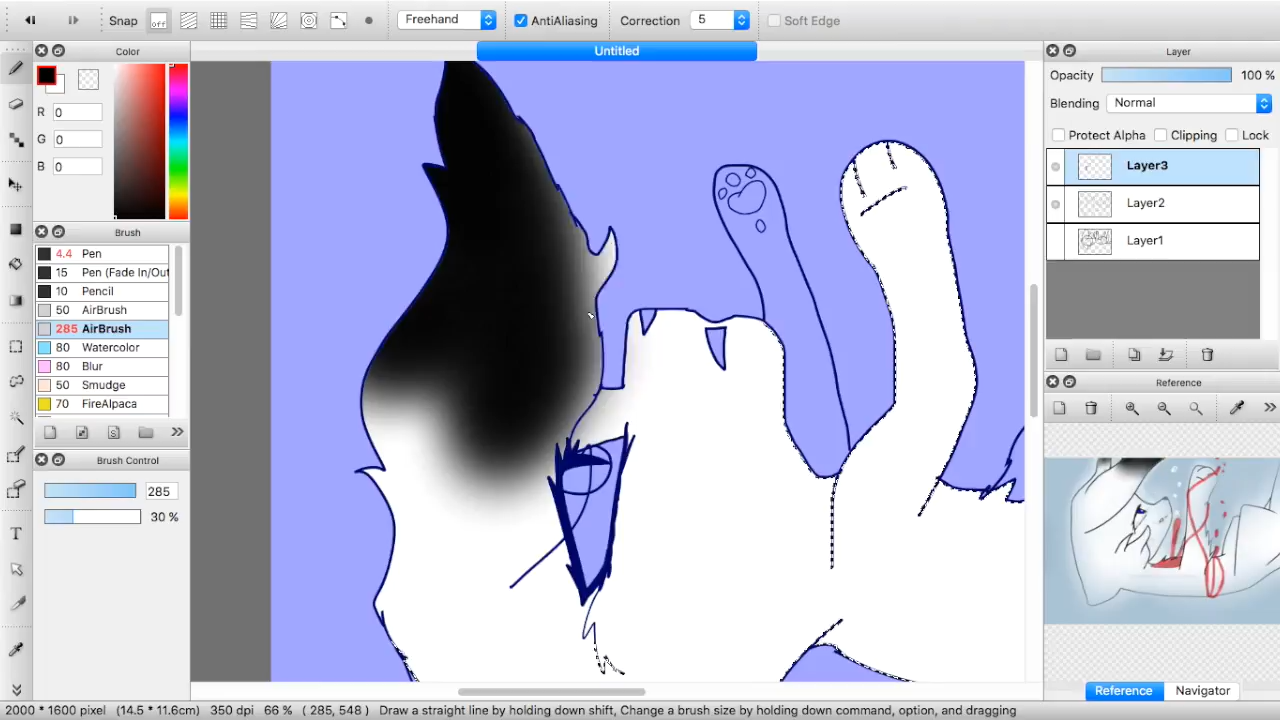 Snap off Freehand AntiAliasing Correction 5 Soft Edge
Untitled
Color
R 0
G 0
B 0
Brush
4.4 Pen
15 Pen (Fade In/Out
10 Pencil
50 AirBrush
285 AirBrush
80 Watercolor
80 Blur
50 Smudge
70 FireAlpaca
Brush Control
285
30 %
T
Layer
Opacity 100 %
Blending Normal
Protect Alpha Clipping Lock
Layer3
Layer2
Layer1
Reference
Reference Navigator
2000 * 1600 pixel (14.5 * 11.6cm) 350 dpi 66 % ( 285, 548 ) Draw a straight line by holding down shift, Change a brush size by holding down command, option, and dragging